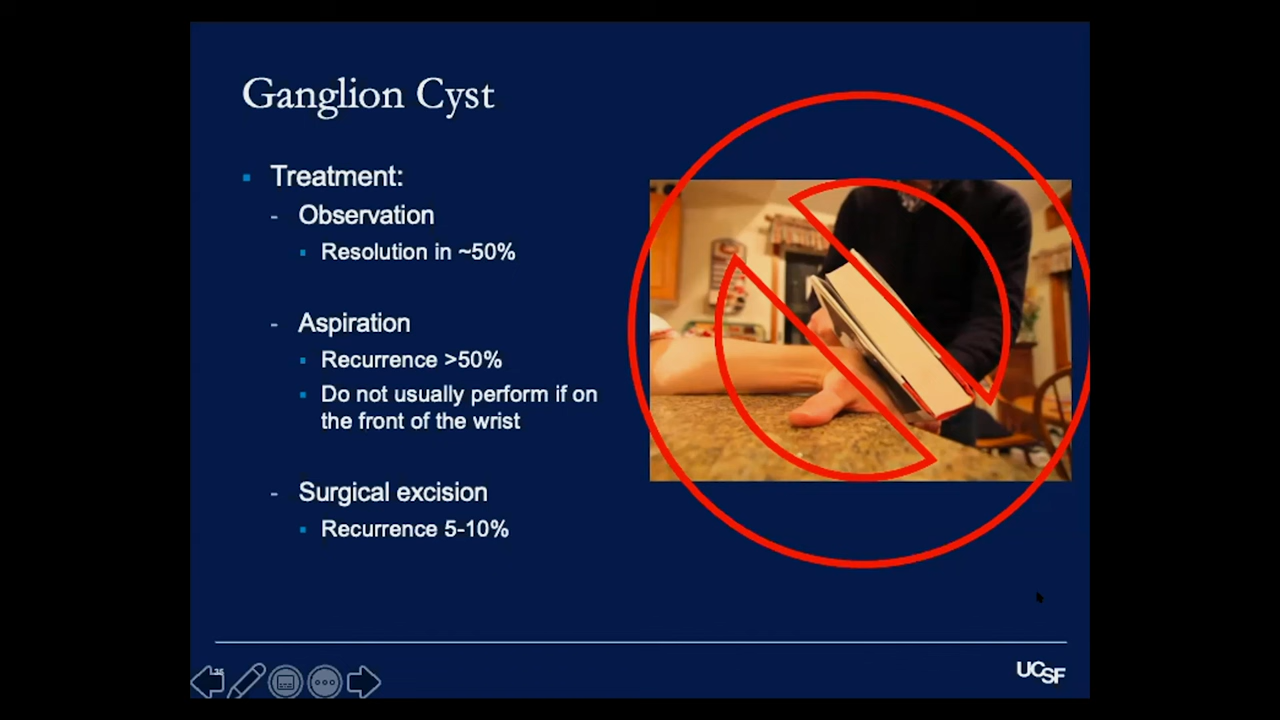 Ganglion Cyst
Treatment:
- Observation
Resolution in ~50%
- Aspiration
Recurrence >50%
Do not usually perform if on
the front of the wrist
- Surgical excision
Recurrence 5-10%
UCSF